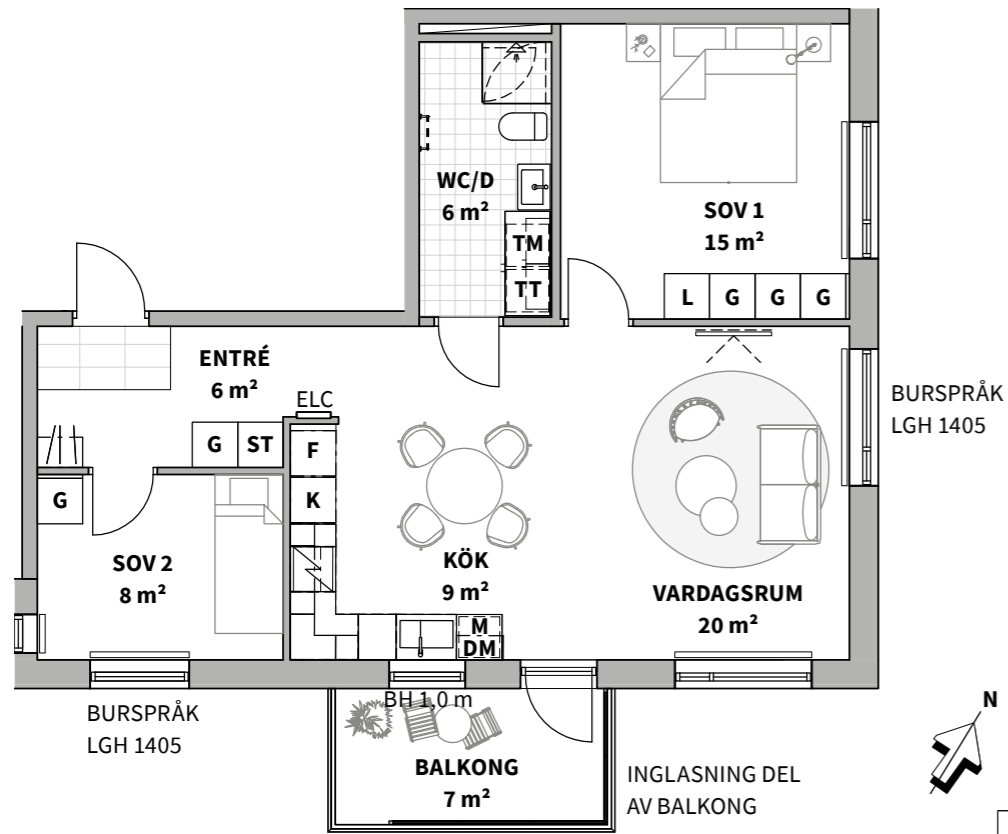 WC/D
6 m²
TM
TT
SOV 1
15 m²
L G G G
ENTRÉ
6 m²
ELC
G ST
F
K
G
SOV 2
8 m²
KÖK
9 m²
M
DM
VARDAGSRUM
20 m²
BURSPRÅK
LGH 1405
BURSPRÅK
LGH 1405
BH 1,0 m
BALKONG
7 m²
INGLASNING DEL
AV BALKONG
N